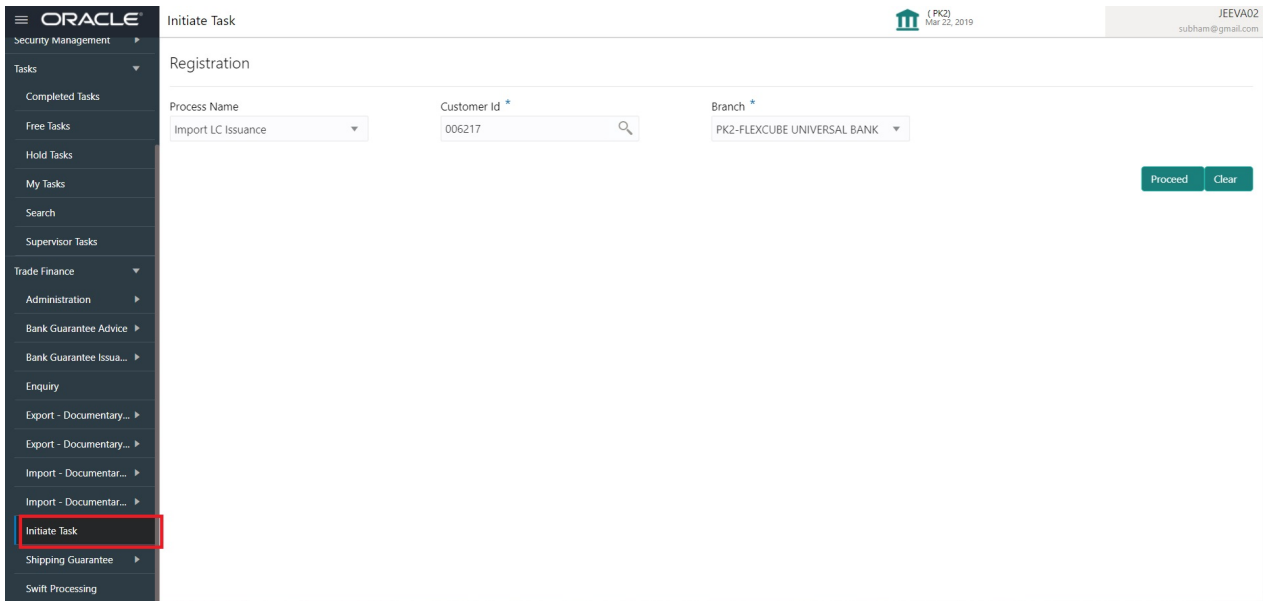 ORACLE
Initiate Task
( PK2)
Mar 22, 2019
JEEVA02
subham@gmail.com
Security Management
Tasks
Completed Tasks
Free Tasks
Hold Tasks
My Tasks
Search
Supervisor Tasks
Trade Finance
Administration
Bank Guarantee Advice
Bank Guarantee Issua...
Enquiry
Export - Documentary...
Export - Documentary...
Import - Documentar...
Import - Documentar...
Initiate Task
Shipping Guarantee
Swift Processing
Registration
Process Name
Customer Id *
Branch *
Import LC Issuance
006217
PK2-FLEXCUBE UNIVERSAL BANK
Proceed
Clear